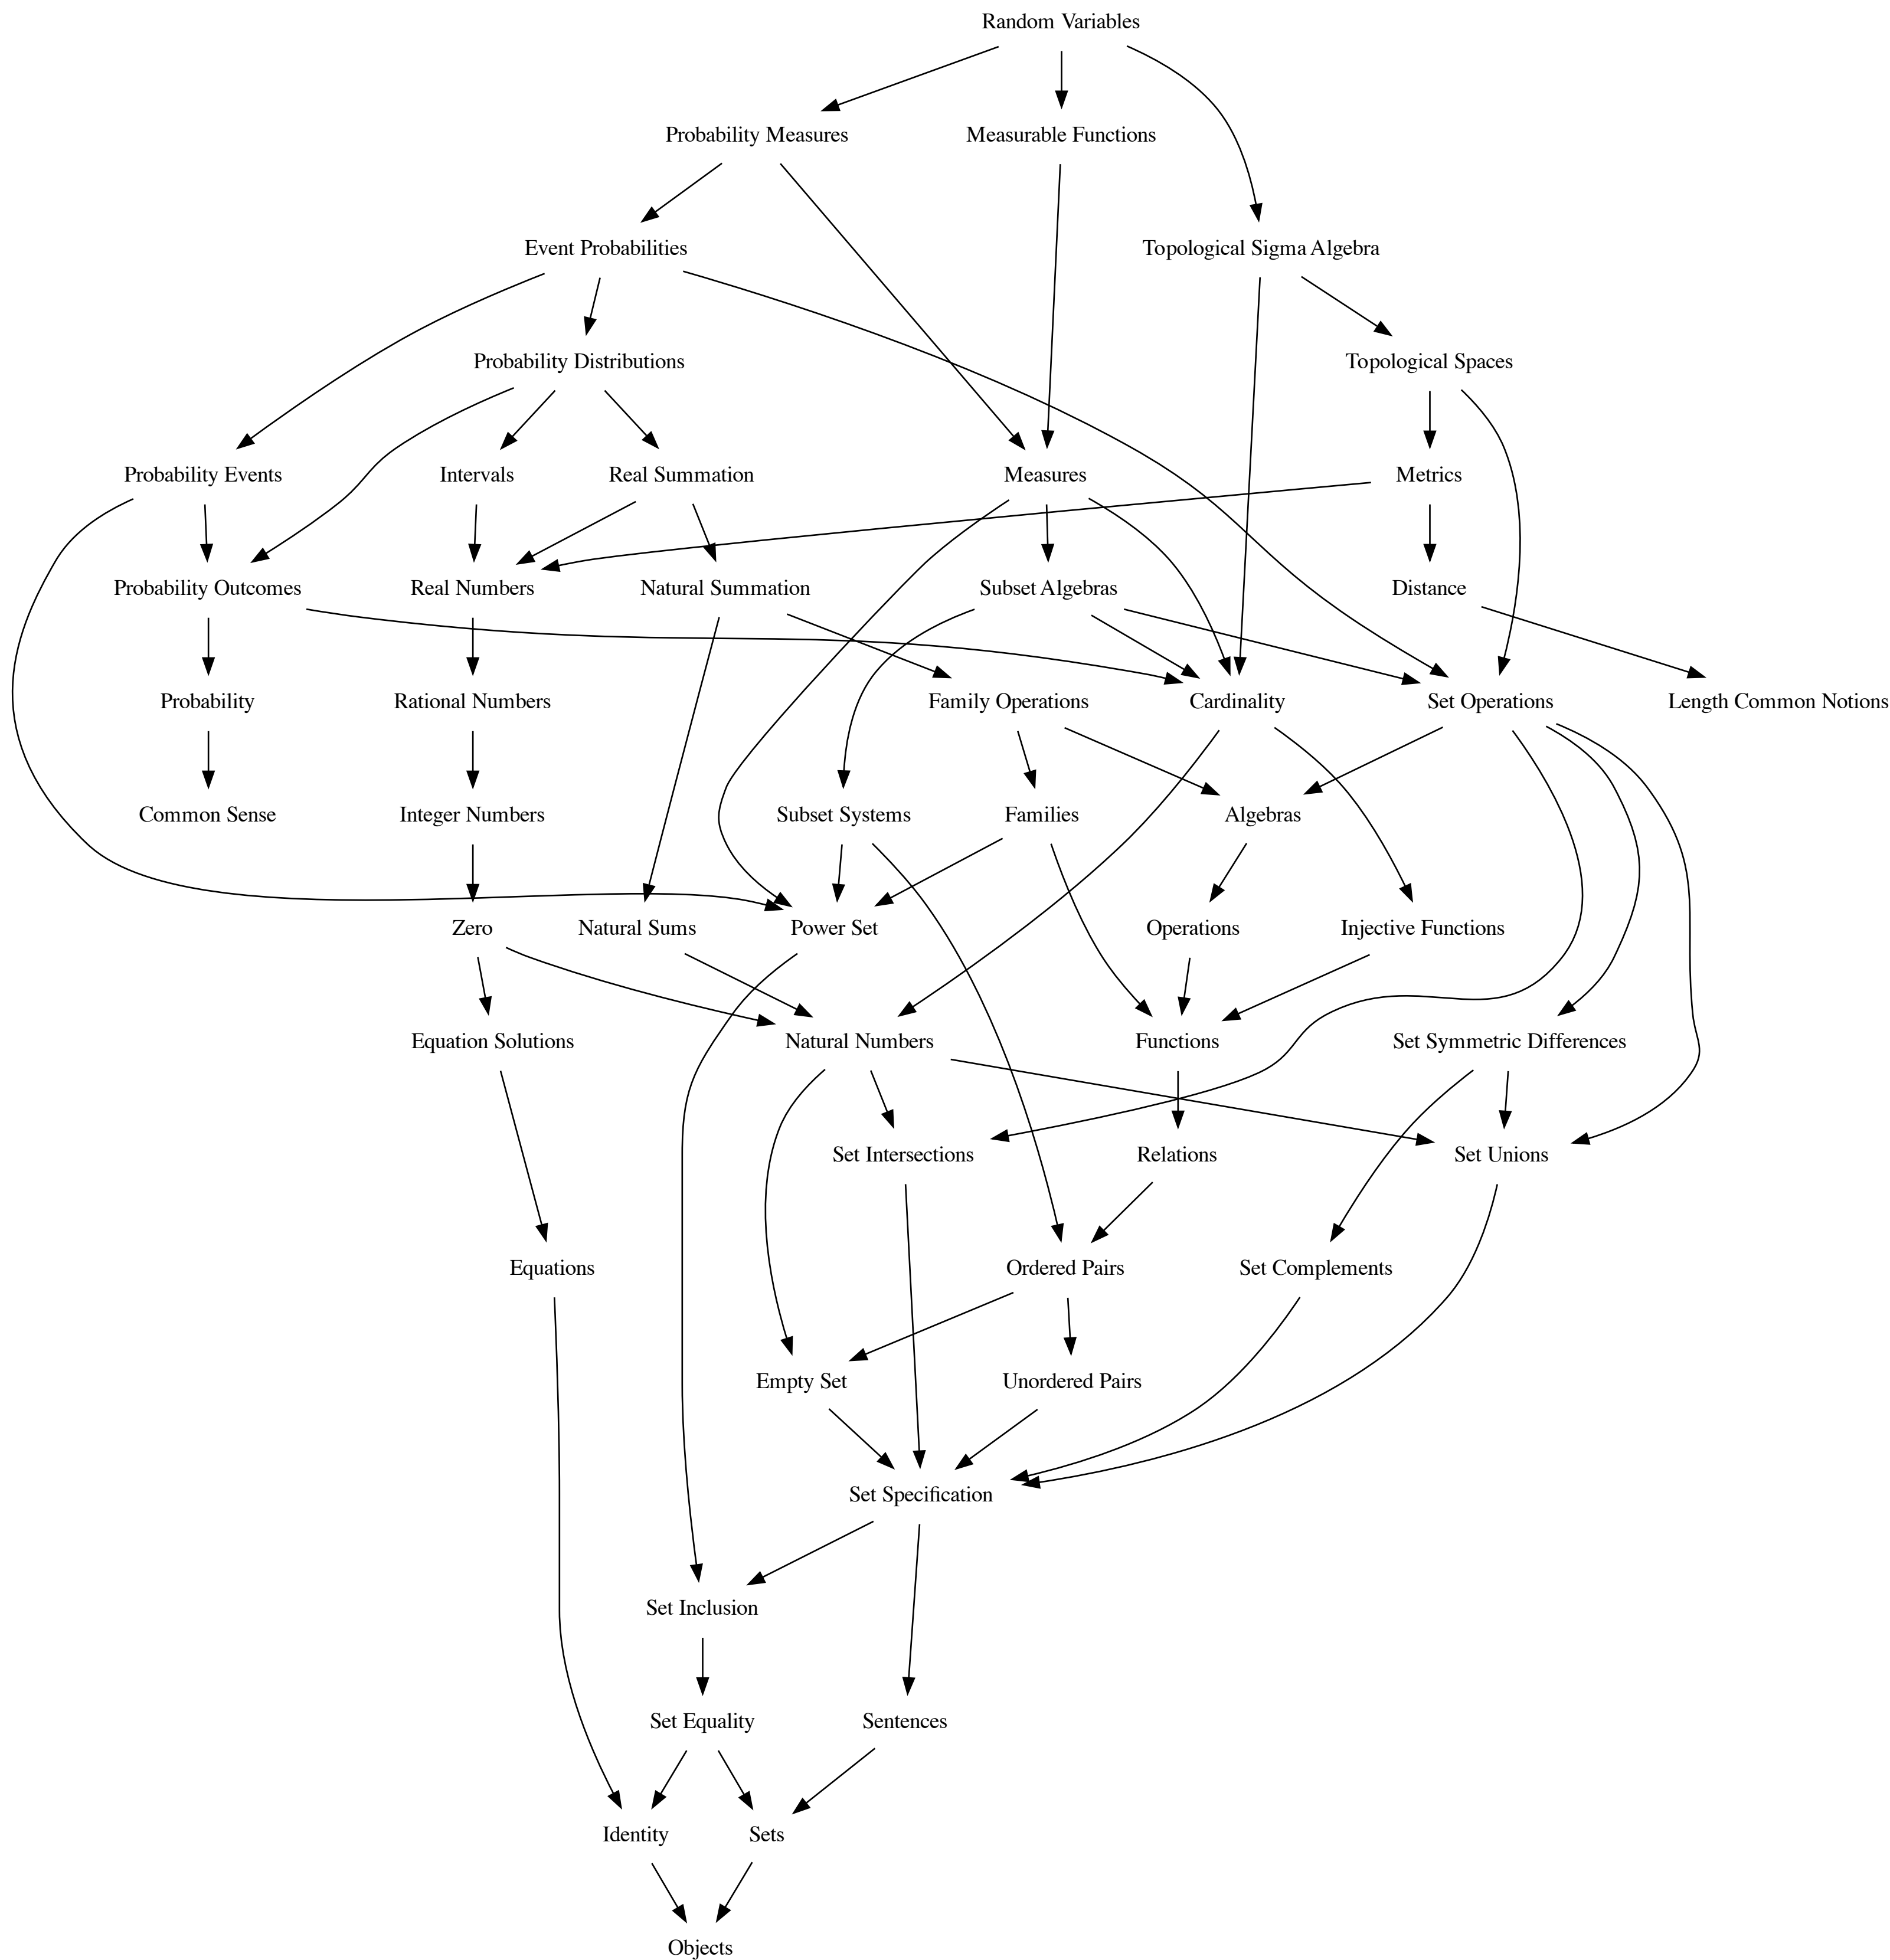 Random Variables
Probability Measures
Measurable Functions
Event Probabilities
Topological Sigma Algebra
Probability Distributions
Topological Spaces
Probability Events
Intervals
Real Summation
Measures
Metrics
Probability Outcomes
Real Numbers
Natural Summation
Subset Algebras
Distance
Probability
Rational Numbers
Family Operations
Cardinality
Set Operations
Length Common Notions
Common Sense
Integer Numbers
Subset Systems
Families
Algebras
Zero
Natural Sums
Power Set
Operations
Injective Functions
Equation Solutions
Natural Numbers
Functions
Set Symmetric Differences
Set Intersections
Relations
Set Unions
Equations
Ordered Pairs
Set Complements
Empty Set
Unordered Pairs
Set Specification
Set Inclusion
Set Equality
Sentences
Identity
Sets
Objects